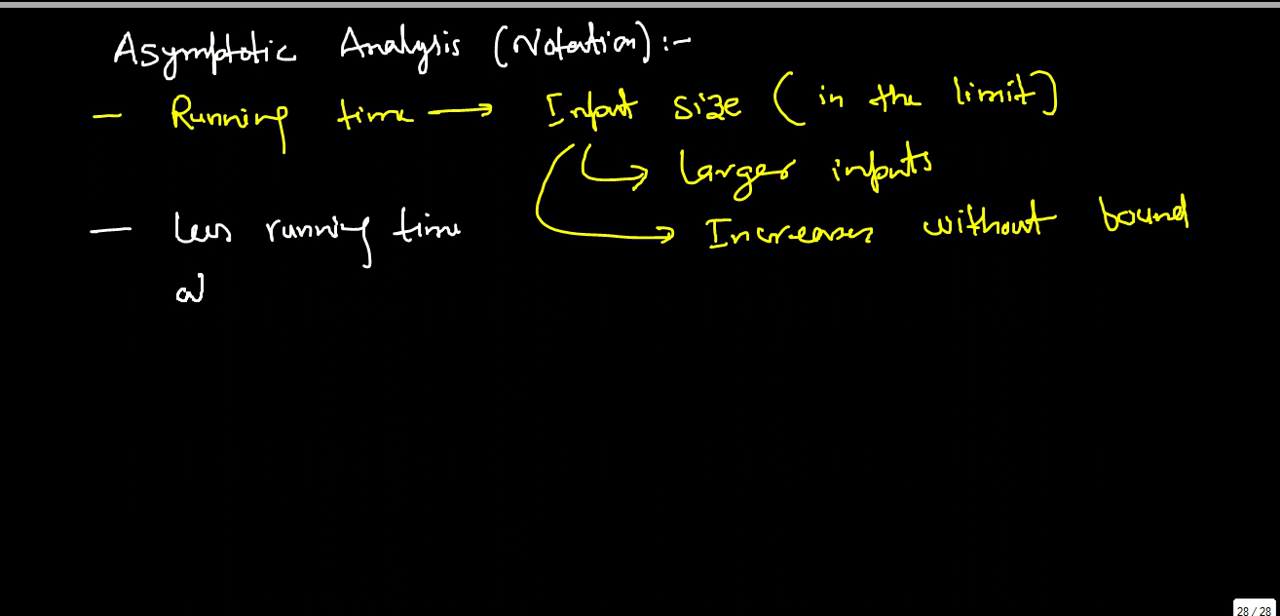 Asymptotic Analysis (Notation):-
— Running time → Input size (in the limit)
→ Larger inputs
→ Increases without bound
— Less running time
al
28 / 28